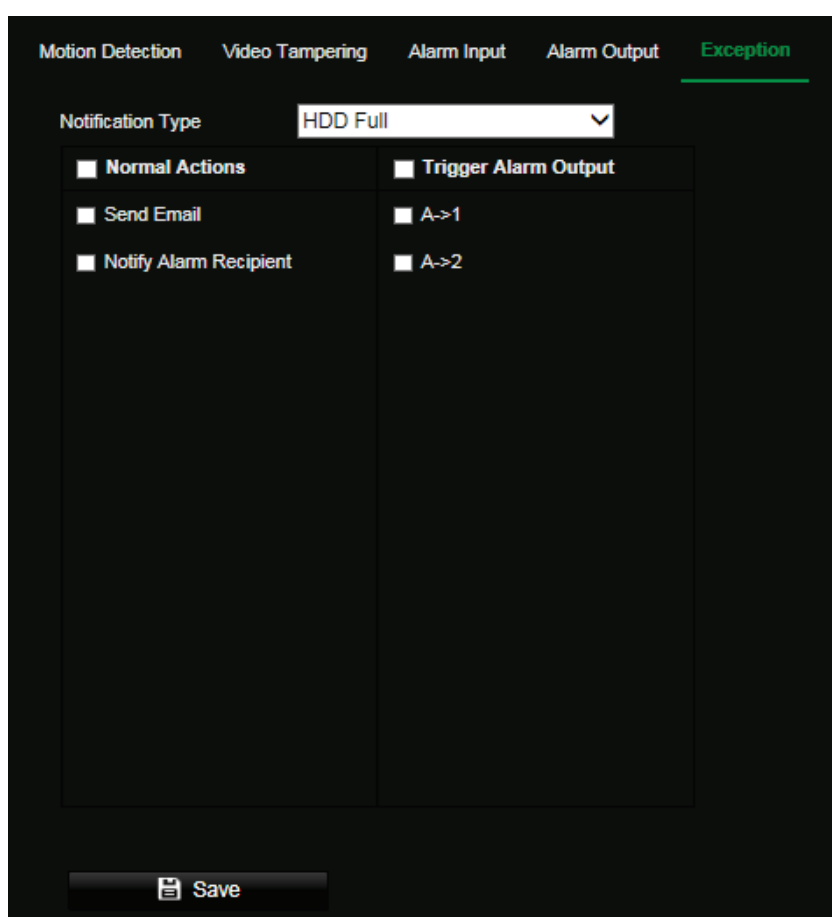 Motion Detection Video Tampering Alarm Input Alarm Output Exception
Notification Type HDD Full
Normal Actions Trigger Alarm Output
Send Email A->1
Notify Alarm Recipient A->2
Save